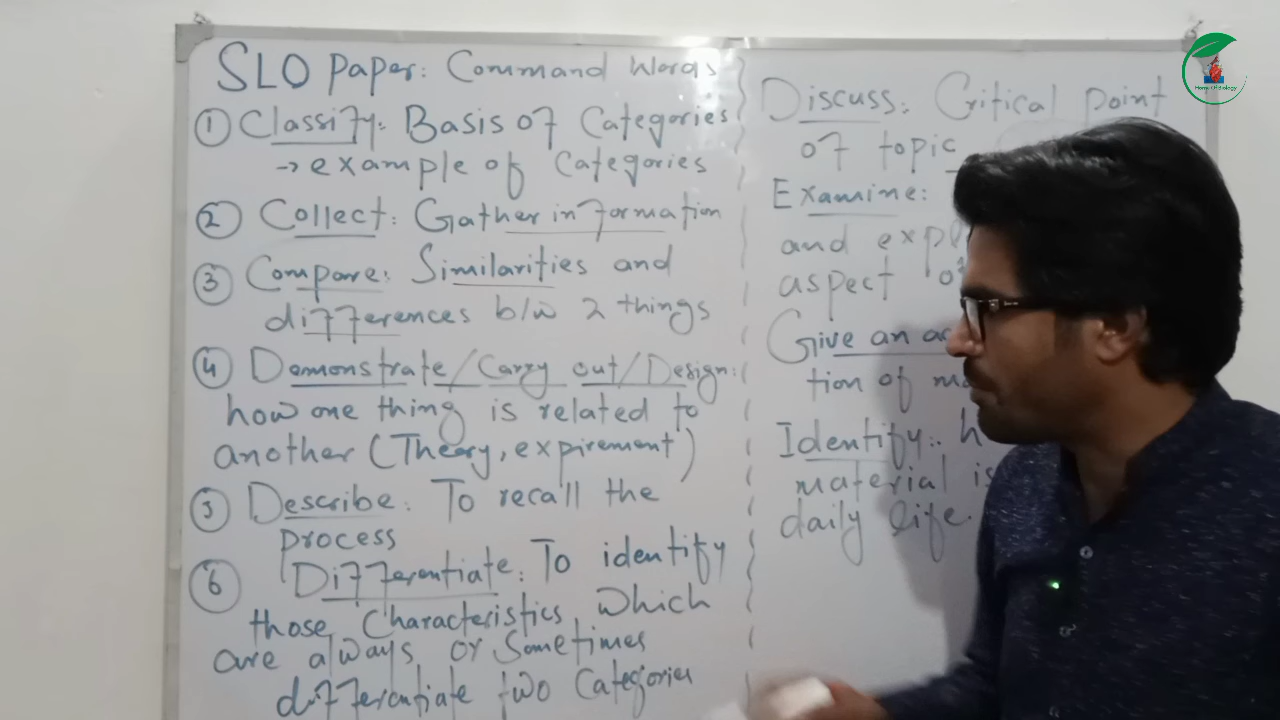 SLO Paper: Command Words
① Classify: Basis of Categories
→ example of Categories
② Collect: Gather information
③ Compare: Similarities and
differences b/w 2 things
④ Demonstrate/Carry out/Design:
how one thing is related to
another (Theory, expirement)
⑤ Describe: To recall the
process
⑥ Differentiate: To identify
those Characteristics which
are always or Sometimes
differentiate two Categories
Discuss: Critical point
of topic
Examine:
and
aspect
Give an
tion of
Identify:
material is
daily life.
Home Of Biology